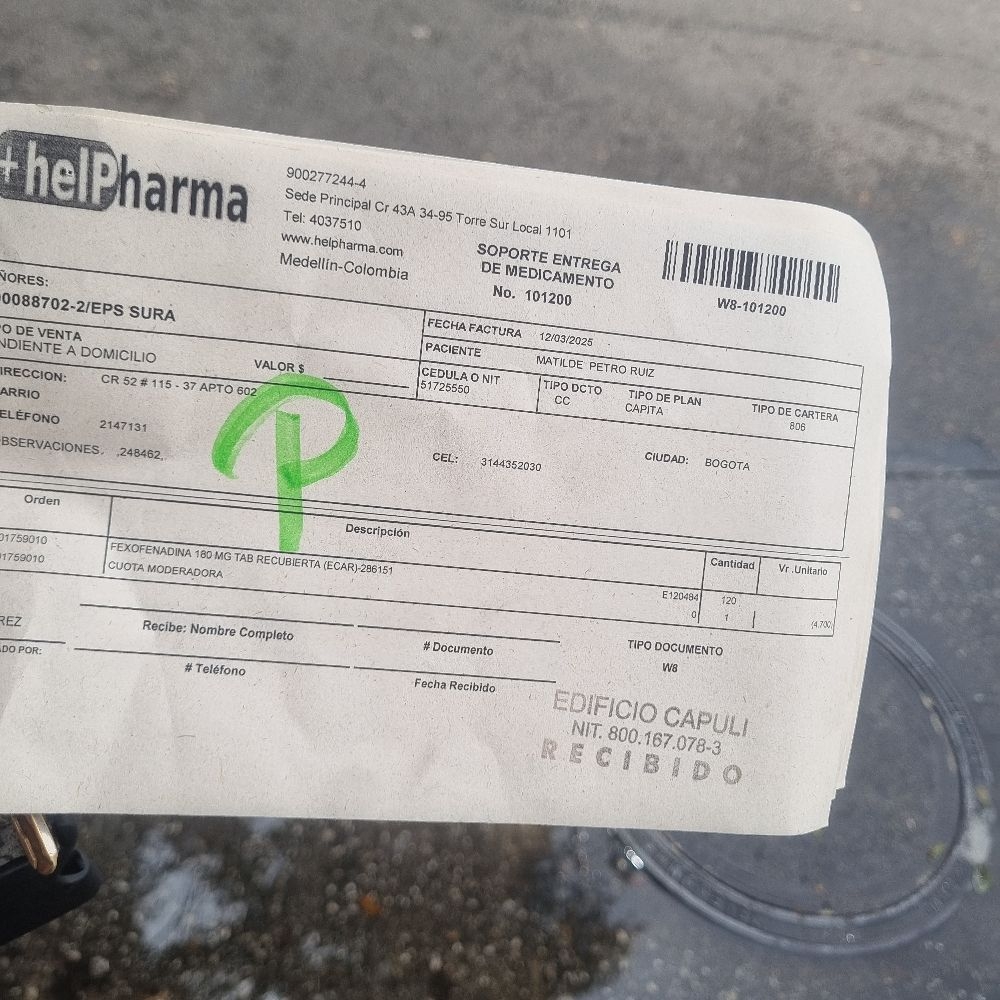 +helPharma
900277244-4
Sede Principal Cr 43A 34-95 Torre Sur Local 1101
Tel: 4037510
www.helpharma.com
Medellín-Colombia
SOPORTE ENTREGA
DE MEDICAMENTO
No. 101200
W8-101200
ÑORES:
0088702-2/EPS SURA
PO DE VENTA
NDIENTE A DOMICILIO
VALOR $
FECHA FACTURA 12/03/2025
PACIENTE MATILDE PETRO RUIZ
CEDULA O NIT
51725550
TIPO DCTO
CC
TIPO DE PLAN
CAPITA
TIPO DE CARTERA
806
IRECCION: CR 52 # 115 - 37 APTO 602
ARRIO
ELÉFONO 2147131
BSERVACIONES. ,248462,
CEL: 3144352030
CIUDAD: BOGOTA
P
Orden Descripción Cantidad Vr .Unitario
01759010 FEXOFENADINA 180 MG TAB RECUBIERTA (ECAR)-286151 E120484 120
01759010 CUOTA MODERADORA 0 1 (4,700)
REZ
DO POR:
Recibe: Nombre Completo
# Documento
# Teléfono
Fecha Recibido
TIPO DOCUMENTO
W8
EDIFICIO CAPULI
NIT. 800.167.078-3
RECIBIDO